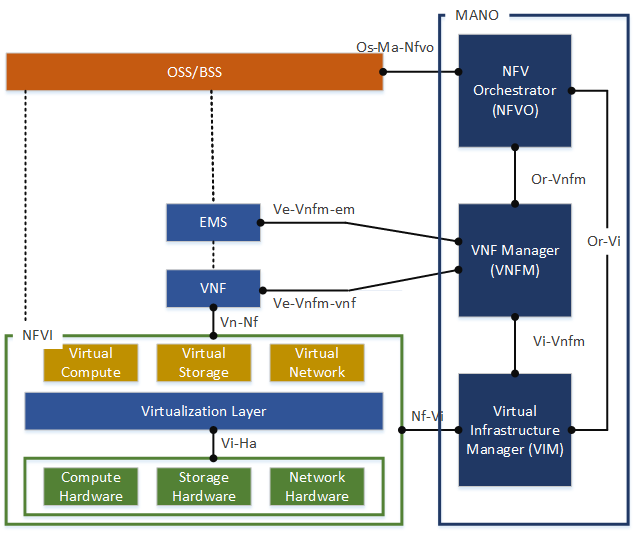 MANO
Os-Ma-Nfvo
OSS/BSS
NFV
Orchestrator
(NFVO)
Or-Vnfm
EMS
Ve-Vnfm-em
VNF Manager
(VNFM)
Or-Vi
VNF
Ve-Vnfm-vnf
Vn-Nf
NFVI
Vi-Vnfm
Virtual
Compute
Virtual
Storage
Virtual
Network
Virtualization Layer
Nf-Vi
Virtual
Infrastructure
Manager (VIM)
Vi-Ha
Compute
Hardware
Storage
Hardware
Network
Hardware